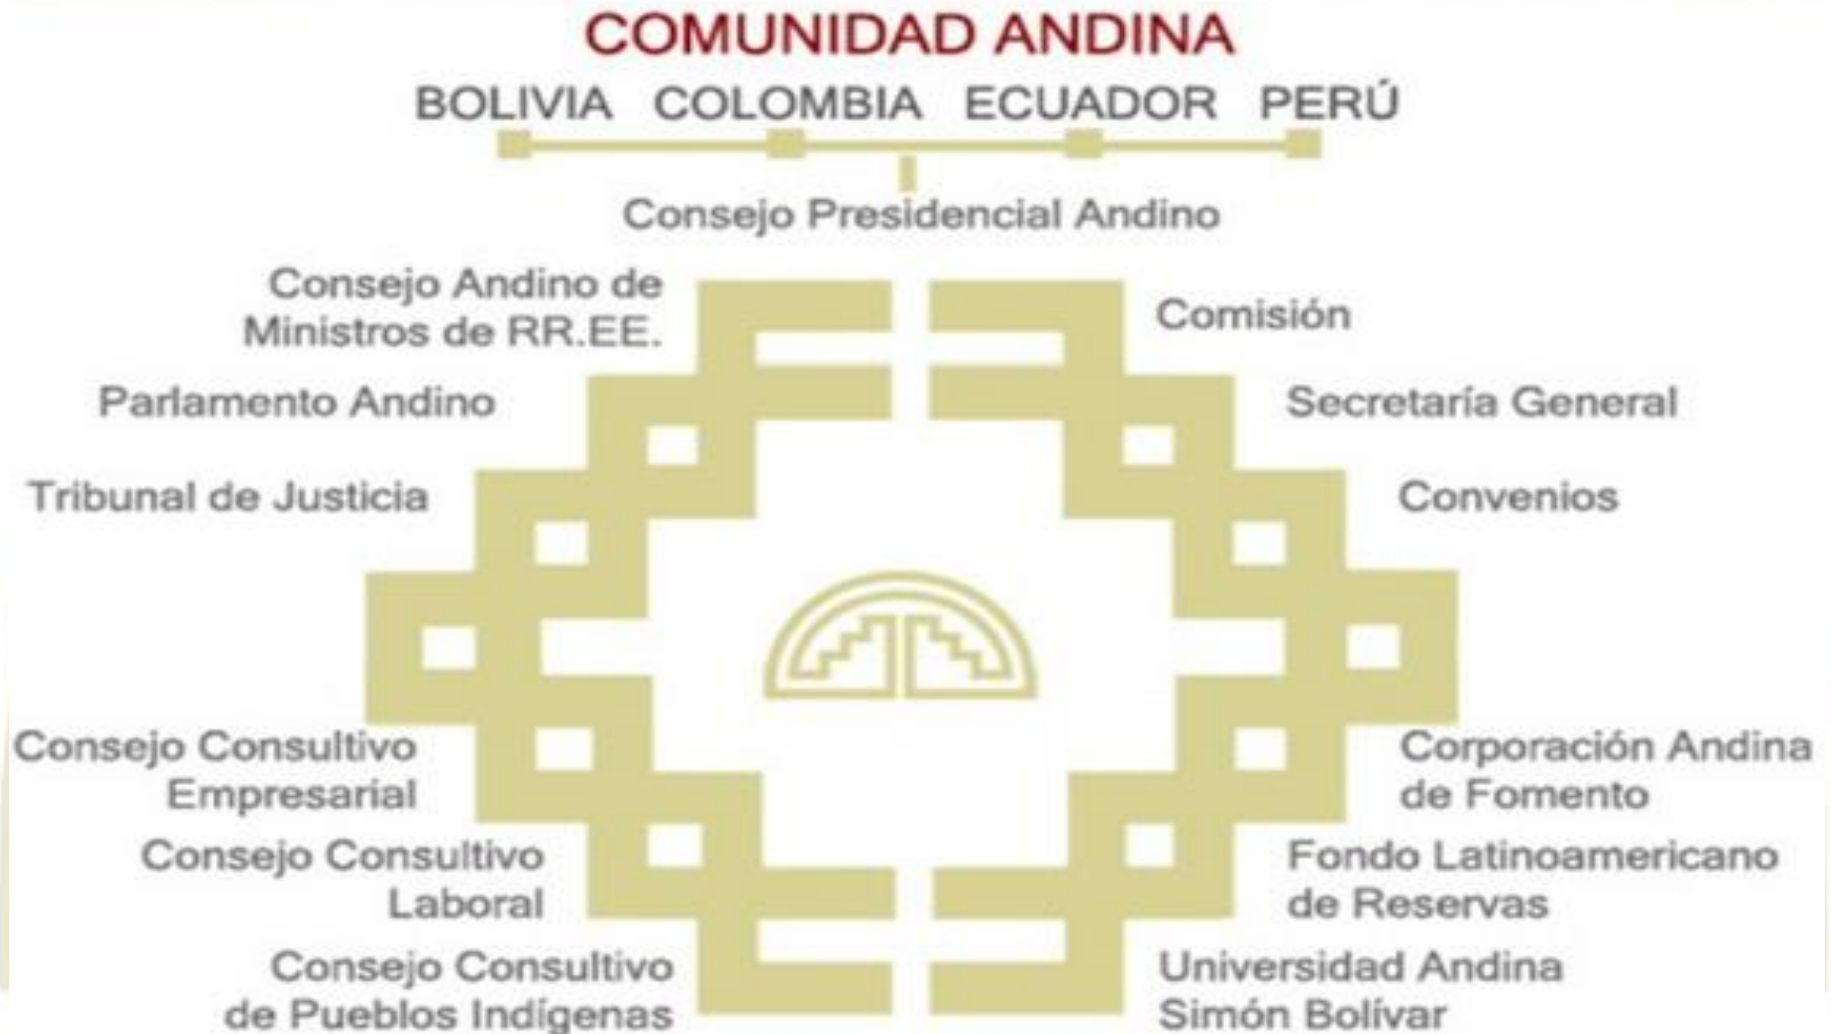 COMUNIDAD ANDINA
BOLIVIA COLOMBIA ECUADOR PERÚ
Consejo Presidencial Andino
Consejo Andino de
Ministros de RR.EE.
Comisión
Parlamento Andino
Secretaría General
Tribunal de Justicia
Convenios
Consejo Consultivo
Empresarial
Corporación Andina
de Fomento
Consejo Consultivo
Laboral
Fondo Latinoamericano
de Reservas
Consejo Consultivo
de Pueblos Indígenas
Universidad Andina
Simón Bolívar